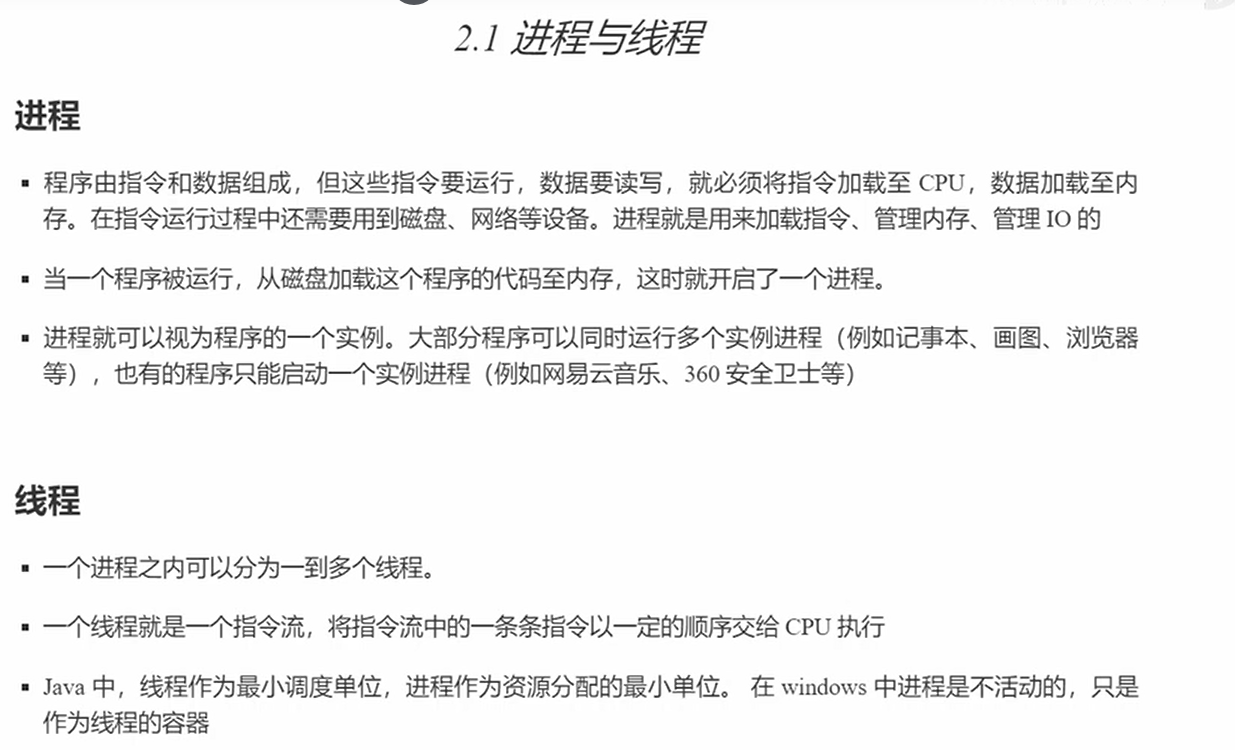 2.1 进程与线程
进程
▪ 程序由指令和数据组成，但这些指令要运行，数据要读写，就必须将指令加载至 CPU，数据加载至内
存。在指令运行过程中还需要用到磁盘、网络等设备。进程就是用来加载指令、管理内存、管理 IO 的
▪ 当一个程序被运行，从磁盘加载这个程序的代码至内存，这时就开启了一个进程。
▪ 进程就可以视为程序的一个实例。大部分程序可以同时运行多个实例进程（例如记事本、画图、浏览器
等），也有的程序只能启动一个实例进程（例如网易云音乐、360 安全卫士等）
线程
▪ 一个进程之内可以分为一到多个线程。
▪ 一个线程就是一个指令流，将指令流中的一条条指令以一定的顺序交给 CPU 执行
▪ Java 中，线程作为最小调度单位，进程作为资源分配的最小单位。 在 windows 中进程是不活动的，只是
作为线程的容器